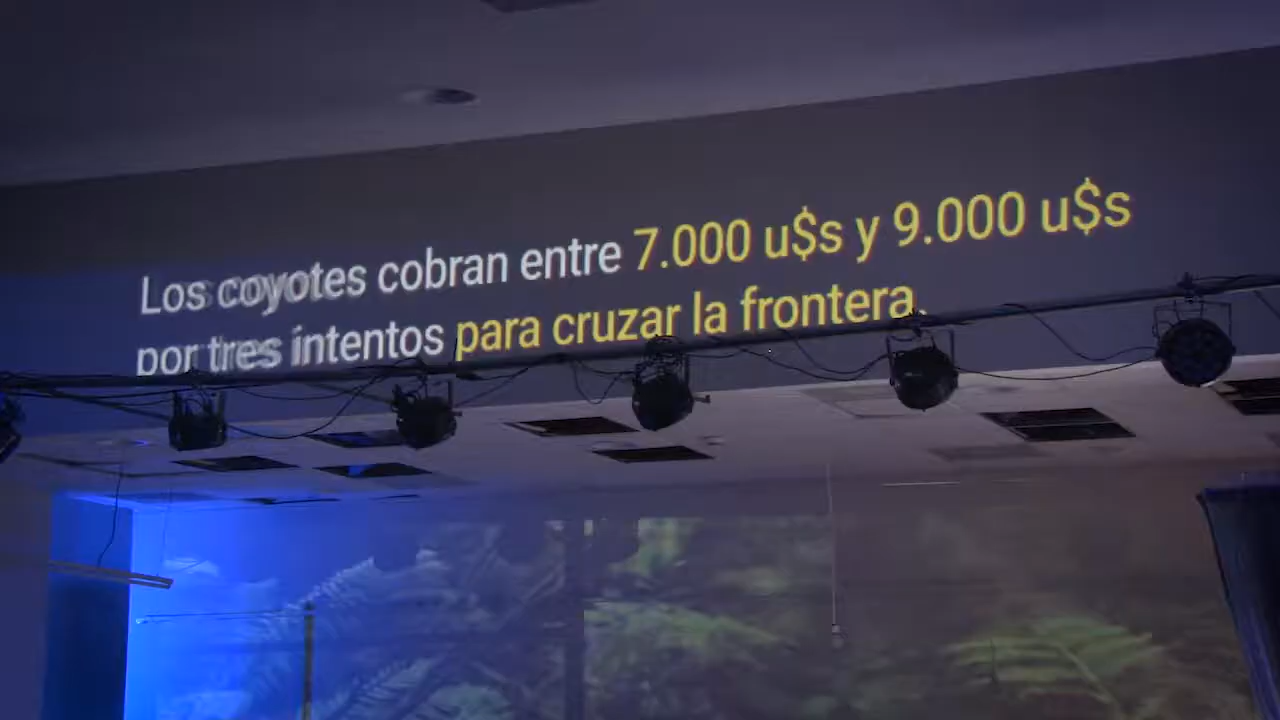 Los coyotes cobran entre 7.000 u$s y 9.000 u$s
por tres intentos para cruzar la frontera.